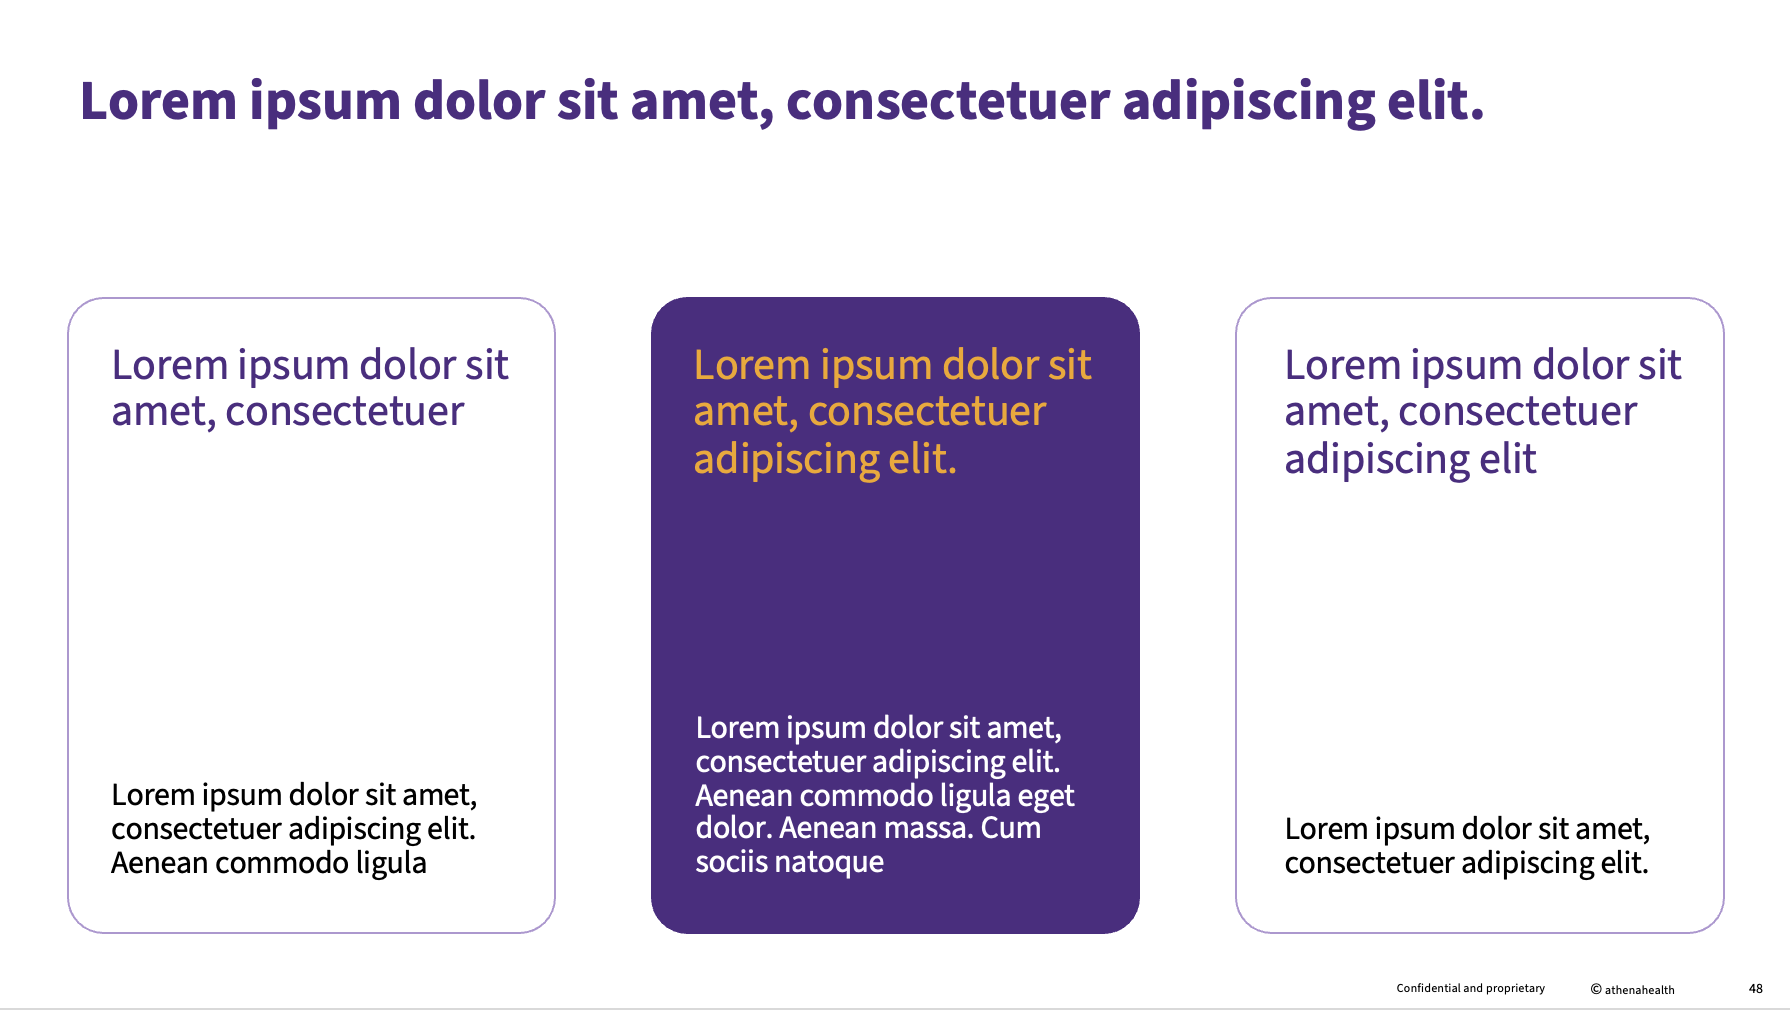 Lorem ipsum dolor sit amet, consectetuer adipiscing elit.
Lorem ipsum dolor sit
amet, consectetuer
Lorem ipsum dolor sit amet,
consectetuer adipiscing elit.
Aenean commodo ligula
Lorem ipsum dolor sit
amet, consectetuer
adipiscing elit.
Lorem ipsum dolor sit amet,
consectetuer adipiscing elit.
Aenean commodo ligula eget
dolor. Aenean massa. Cum
sociis natoque
Lorem ipsum dolor sit
amet, consectetuer
adipiscing elit
Lorem ipsum dolor sit amet,
consectetuer adipiscing elit.
Confidential and proprietary © athenahealth 48